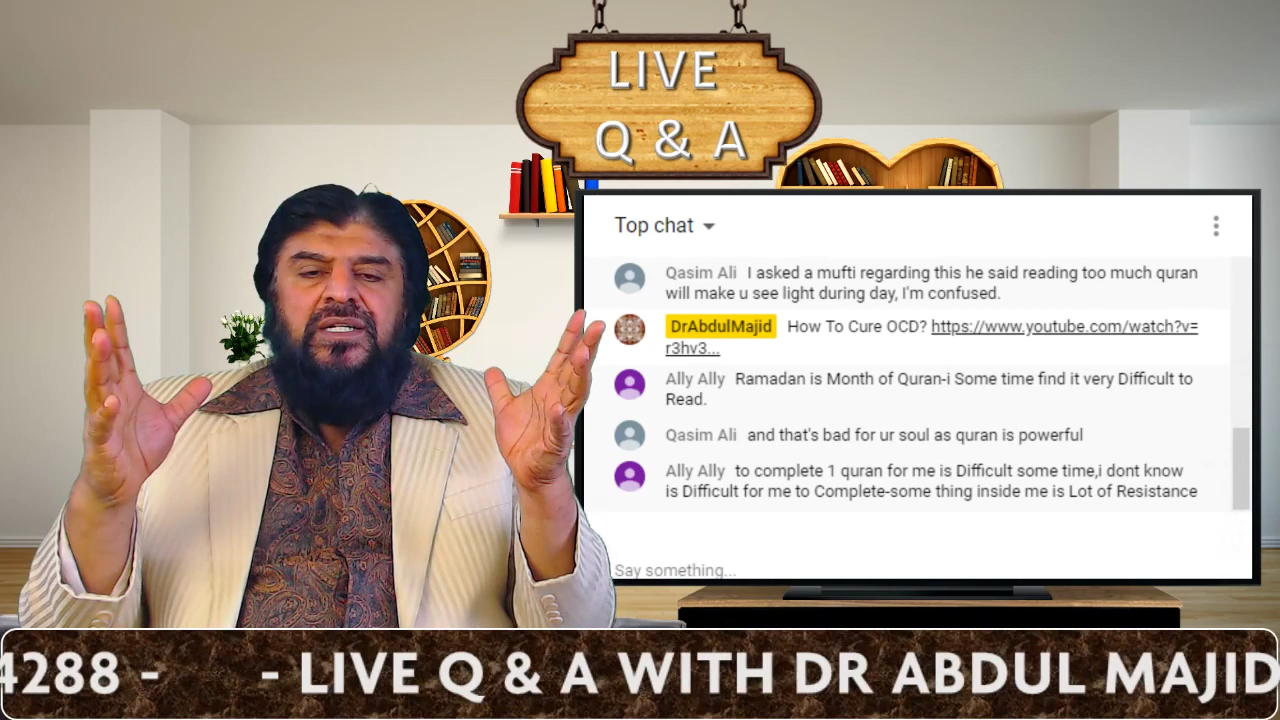 LIVE
Q & A
Top chat
Qasim Ali I asked a mufti regarding this he said reading too much quran
will make u see light during day, I'm confused.
DrAbdulMajid How To Cure OCD? https://www.youtube.com/watch?v=
r3hv3...
Ally Ally Ramadan is Month of Quran-i Some time find it very Difficult to
Read.
Qasim Ali and that's bad for ur soul as quran is powerful
Ally Ally to complete 1 quran for me is Difficult some time,i dont know
is Difficult for me to Complete-some thing inside me is Lot of Resistance
Say something...
4288 - - LIVE Q & A WITH DR ABDUL MAJID